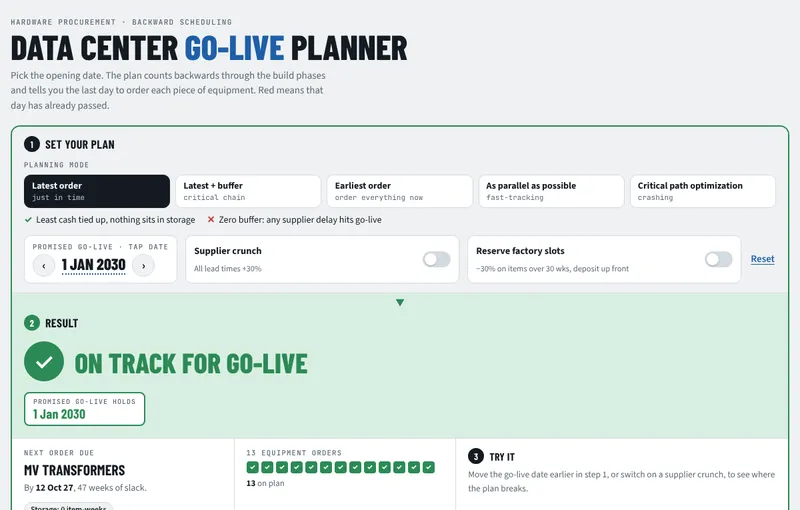 HARDWARE PROCUREMENT · BACKWARD SCHEDULING
DATA CENTER GO-LIVE PLANNER
Pick the opening date. The plan counts backwards through the build phases
and tells you the last day to order each piece of equipment. Red means that
day has already passed.
1 SET YOUR PLAN
PLANNING MODE
Latest order
just in time
Latest + buffer
critical chain
Earliest order
order everything now
As parallel as possible
fast-tracking
Critical path optimization
crashing
✓ Least cash tied up, nothing sits in storage ✕ Zero buffer: any supplier delay hits go-live
PROMISED GO-LIVE · TAP DATE
‹ 1 JAN 2030 ›
Supplier crunch
All lead times +30%
Reserve factory slots
−30% on items over 30 wks, deposit up front
Reset
▼
2 RESULT
ON TRACK FOR GO-LIVE
PROMISED GO-LIVE HOLDS
1 Jan 2030
NEXT ORDER DUE
MV TRANSFORMERS
By 12 Oct 27, 47 weeks of slack.
Storage: 0 item-weeks
13 EQUIPMENT ORDERS
13 on plan
3 TRY IT
Move the go-live date earlier in step 1, or switch on a supplier crunch, to see where
the plan breaks.